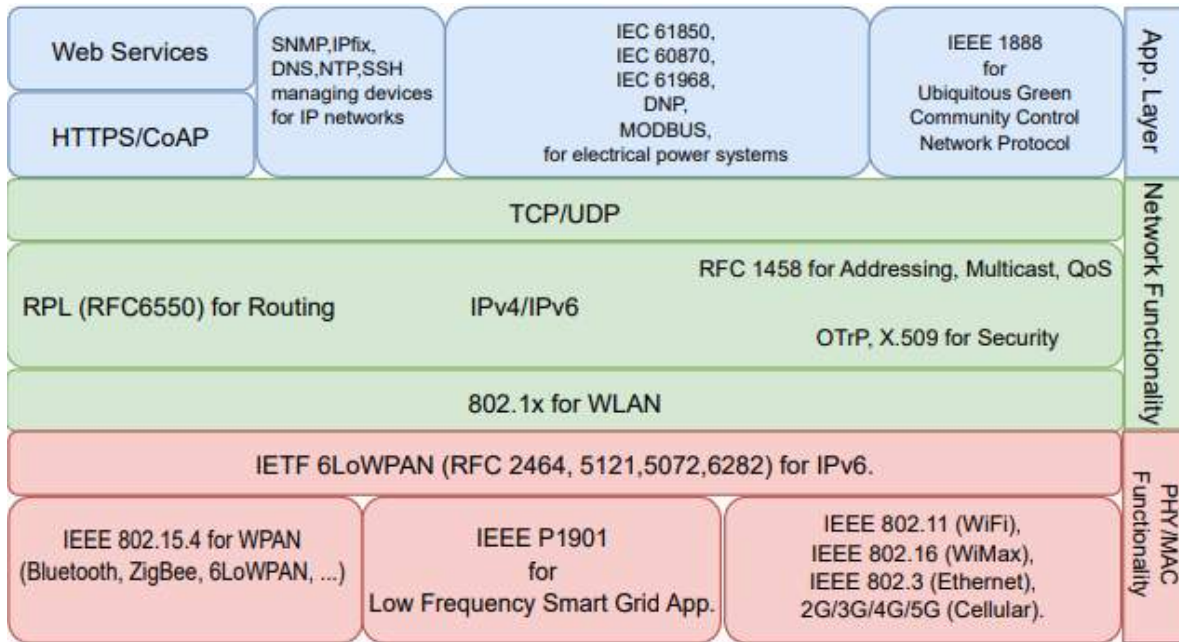 Web Services
HTTPS/CoAP
SNMP,IPfix,
DNS,NTP,SSH
managing devices
for IP networks
IEC 61850,
IEC 60870,
IEC 61968,
DNP,
MODBUS,
for electrical power systems
IEEE 1888
for
Ubiquitous Green
Community Control
Network Protocol
App. Layer
TCP/UDP
RFC 1458 for Addressing, Multicast, QoS
RPL (RFC6550) for Routing
IPv4/IPv6
OTrP, X.509 for Security
802.1x for WLAN
Network Functionality
IETF 6LoWPAN (RFC 2464, 5121,5072,6282) for IPv6.
IEEE 802.15.4 for WPAN
(Bluetooth, ZigBee, 6LoWPAN, ...)
IEEE P1901
for
Low Frequency Smart Grid App.
IEEE 802.11 (WiFi),
IEEE 802.16 (WiMax),
IEEE 802.3 (Ethernet),
2G/3G/4G/5G (Cellular).
PHY/MAC
Functionality